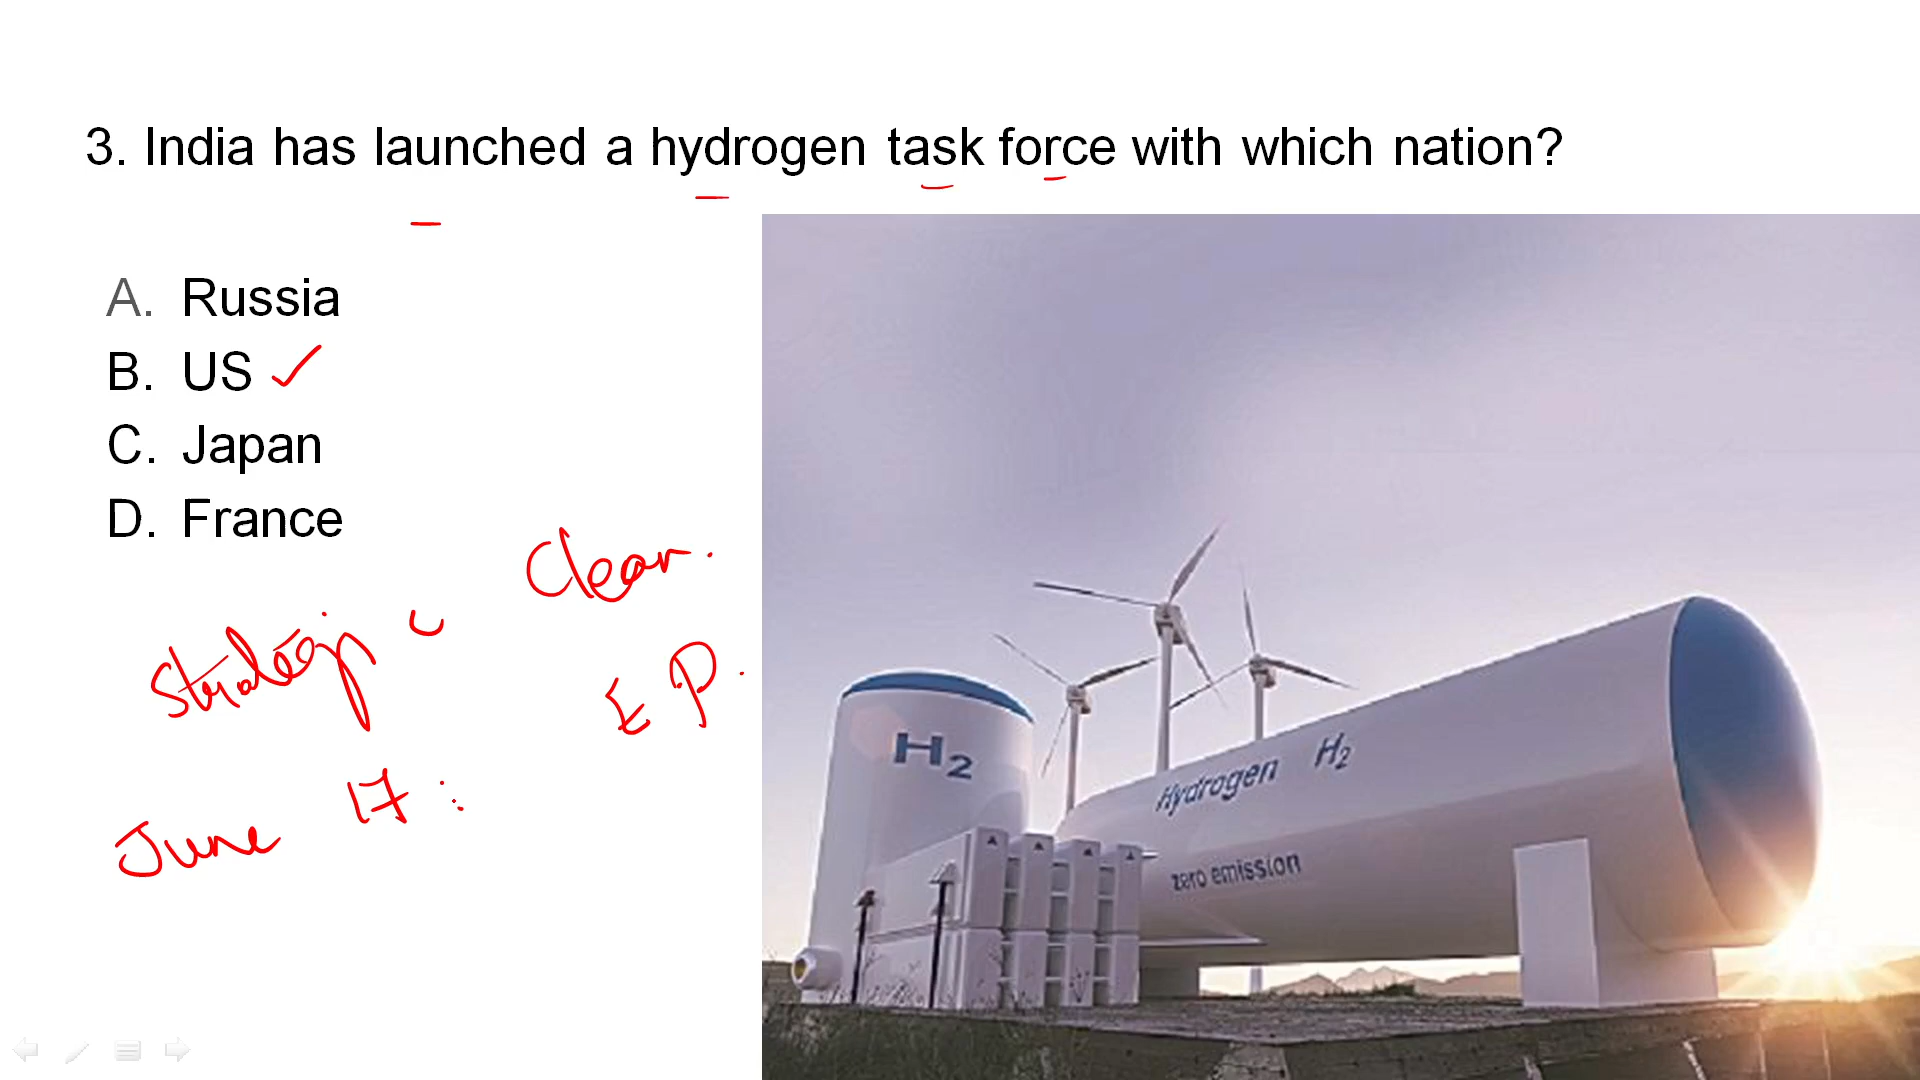 3. India has launched a hydrogen task force with which nation?
A. Russia
B. US ✓
C. Japan
D. France
Clean.
Strategic
E P.
June 17 :
H2
Hydrogen H2
zero emission